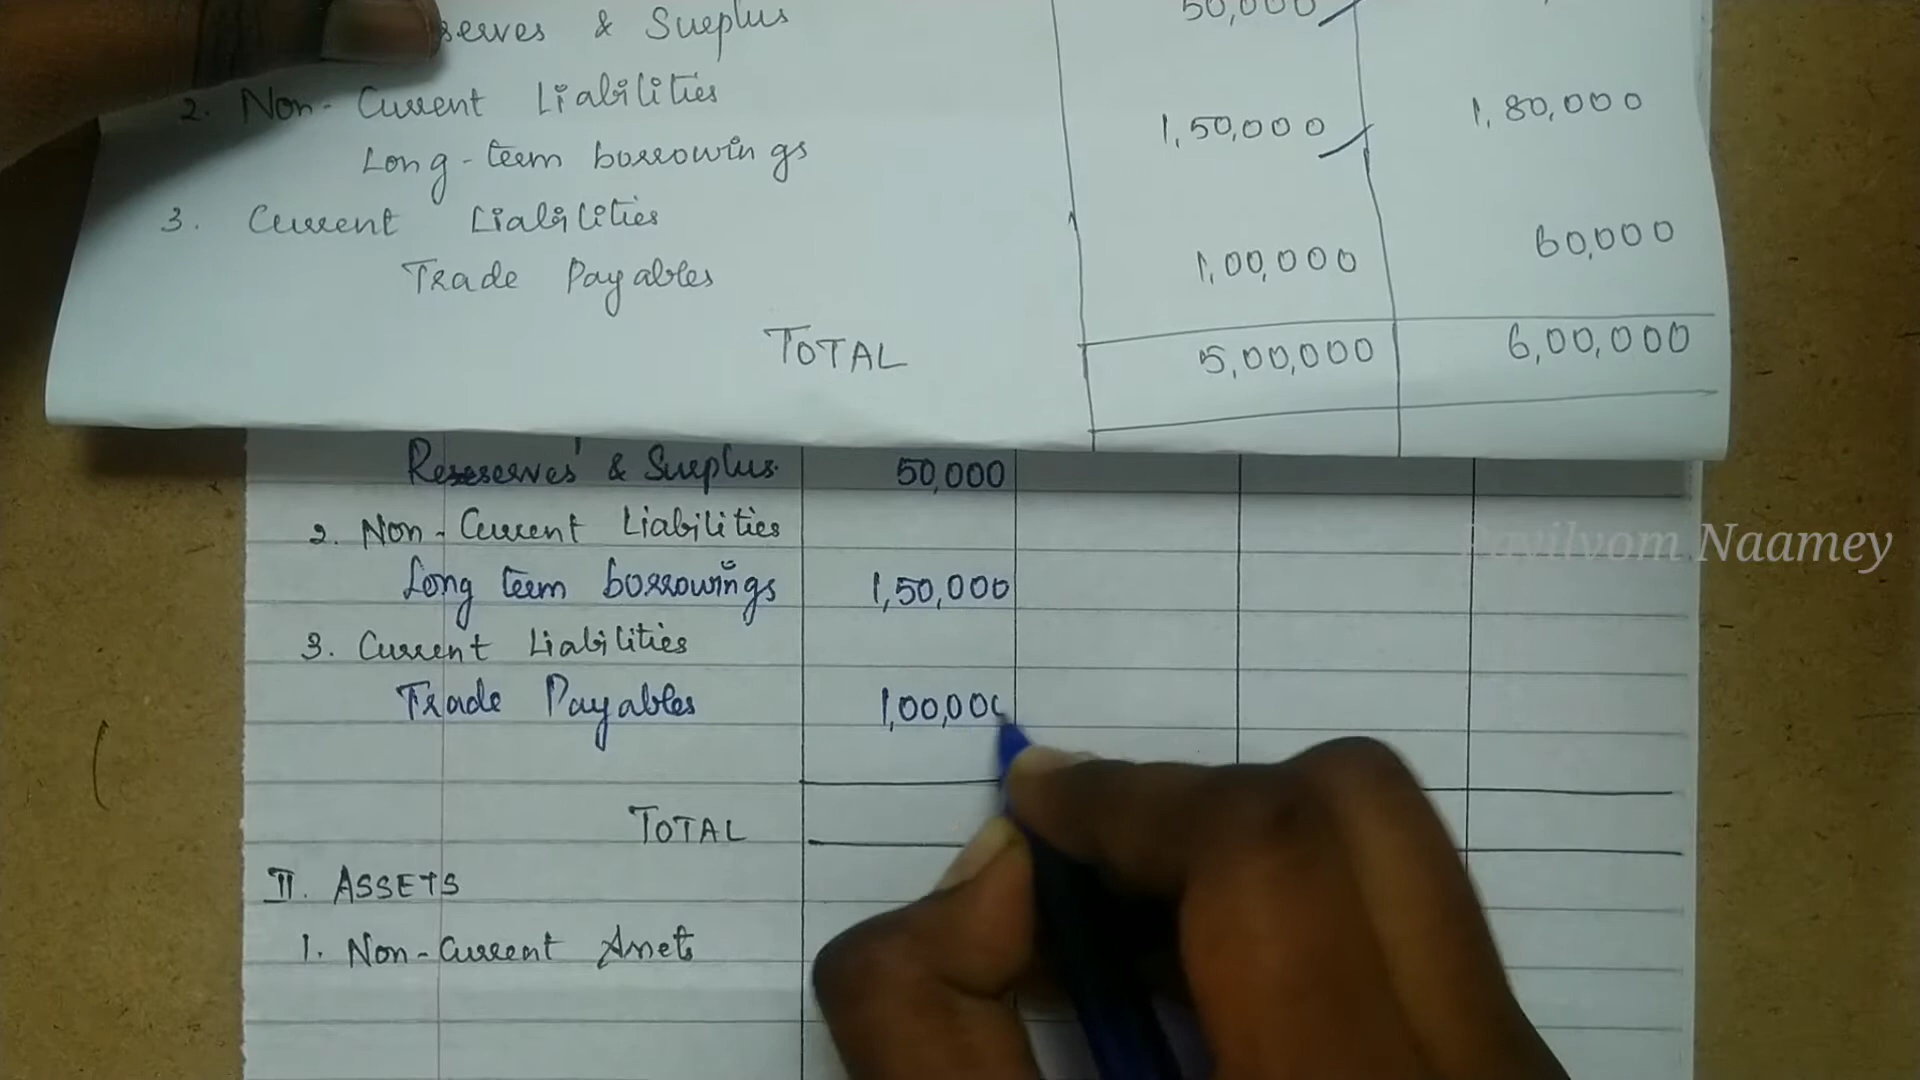 serves & Surplus 50,000
2. Non-Current Liabilities
Long-term borrowings 1,50,000 1,80,000
3. Current Liabilities
Trade Payables 1,00,000 60,000
TOTAL 5,00,000 6,00,000
Reserves & Surplus 50,000
2. Non-Current Liabilities
Naamey
Long term borrowings 1,50,000
3. Current Liabilities
Trade Payables 1,00,000
TOTAL
II. ASSETS
1. Non-Current Assets